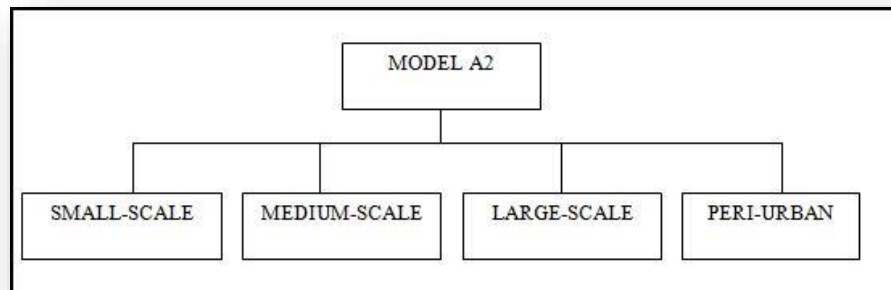 MODEL A2
SMALL-SCALE
MEDIUM-SCALE
LARGE-SCALE
PERI-URBAN